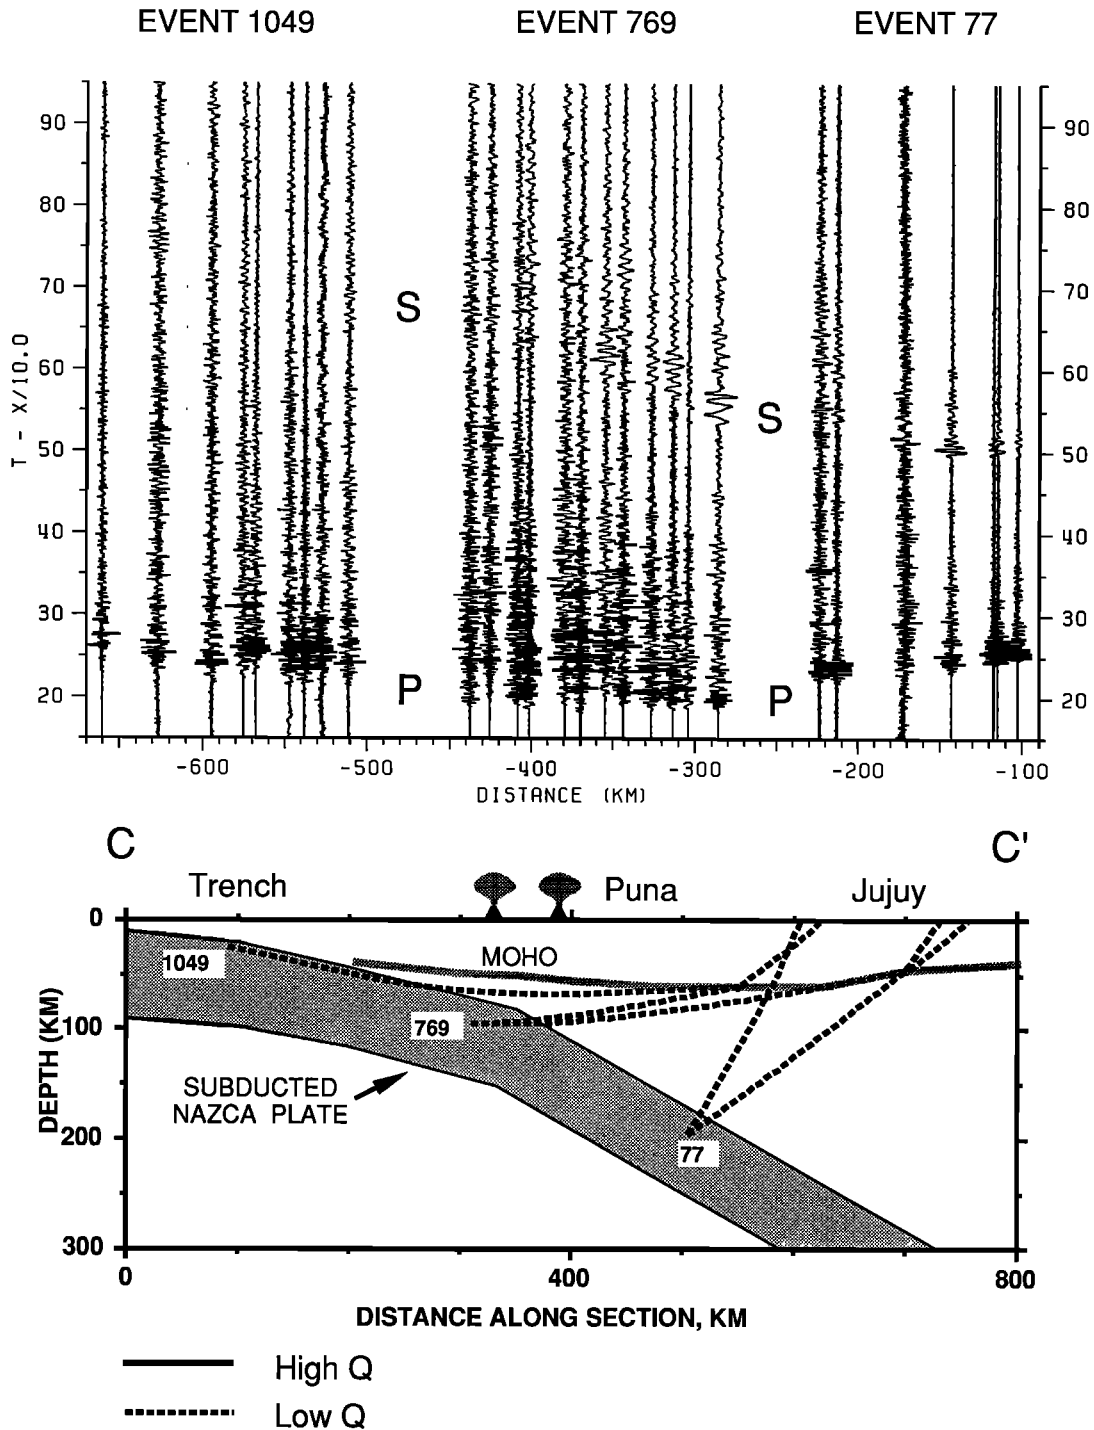 EVENT 1049 EVENT 769 EVENT 77
90 90
80 80
70 70
S
60 60
T - X/10.0
S
50 50
40 40
30 30
P P
20 20
-600 -500 -400 -300 -200 -100
DISTANCE (KM)
C C'
Trench Puna Jujuy
0
MOHO
1049
100 769
DEPTH (KM)
SUBDUCTED
NAZCA PLATE
200
77
300
0 400 800
DISTANCE ALONG SECTION, KM
High Q
Low Q